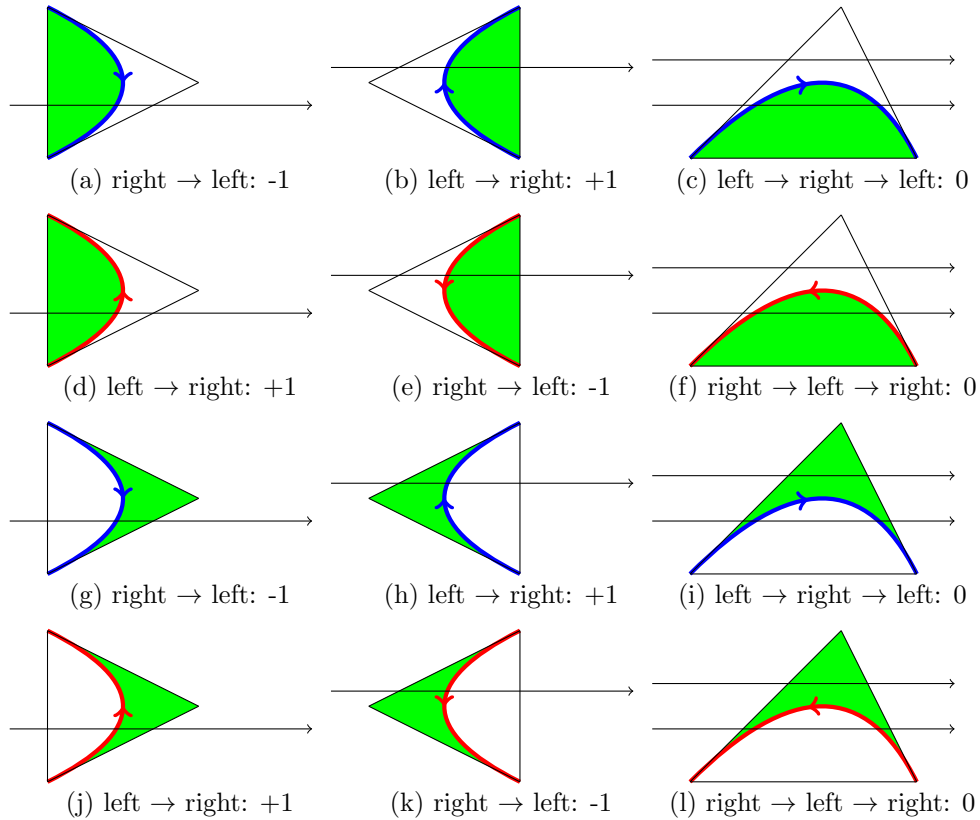 (a) right → left: -1
(b) left → right: +1
(c) left → right → left: 0
(d) left → right: +1
(e) right → left: -1
(f) right → left → right: 0
(g) right → left: -1
(h) left → right: +1
(i) left → right → left: 0
(j) left → right: +1
(k) right → left: -1
(l) right → left → right: 0